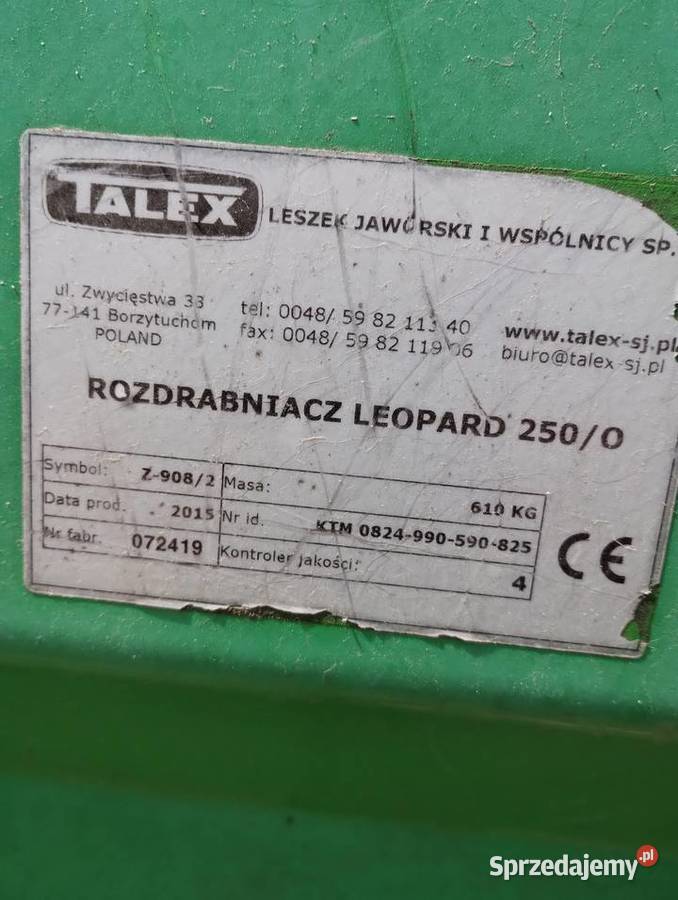 TALEX LESZEK JAWORSKI I WSPÓLNICY SP.
ul. Zwycięstwa 33
77-141 Borzytuchom
POLAND
tel: 0048/ 59 82 113 40
fax: 0048/ 59 82 119 06
www.talex-sj.pl
biuro@talex-sj.pl
ROZDRABNIACZ LEOPARD 250/O
Symbol: Z-908/2 Masa: 610 KG
Data prod. 2015 Nr id. KTM 0824-990-590-825
Nr fabr. 072419 Kontroler jakości: 4
CE
Sprzedajemy.pl